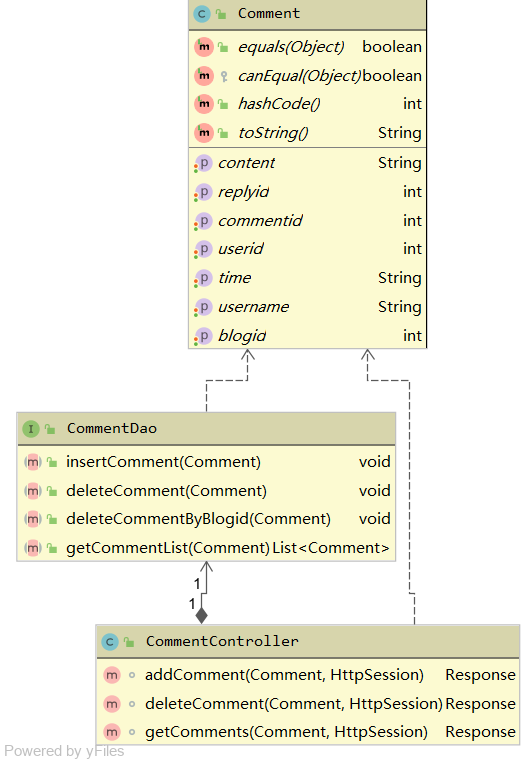 C Comment
m equals(Object) boolean
m canEqual(Object) boolean
m hashCode() int
m toString() String
p content String
p replyid int
p commentid int
p userid int
p time String
p username String
p blogid int
I CommentDao
m insertComment(Comment) void
m deleteComment(Comment) void
m deleteCommentByBlogid(Comment) void
m getCommentList(Comment) List<Comment>
1
1
C CommentController
m addComment(Comment, HttpSession) Response
m deleteComment(Comment, HttpSession) Response
m getComments(Comment, HttpSession) Response
Powered by yFiles